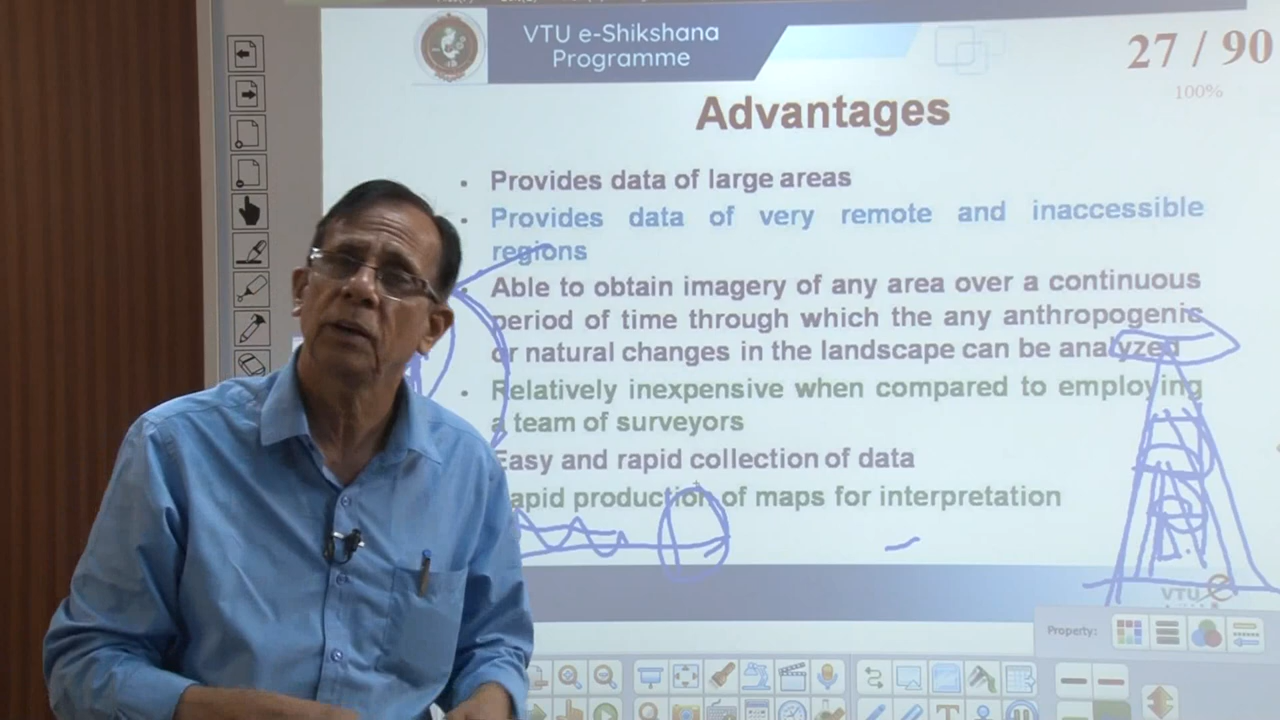 VTU e-Shikshana
Programme
27 / 90
100%
Advantages
• Provides data of large areas
• Provides data of very remote and inaccessible
regions
• Able to obtain imagery of any area over a continuous
period of time through which the any anthropogenic
or natural changes in the landscape can be analyzed
• Relatively inexpensive when compared to employing
a team of surveyors
Easy and rapid collection of data
apid production of maps for interpretation
VTU e
Property: